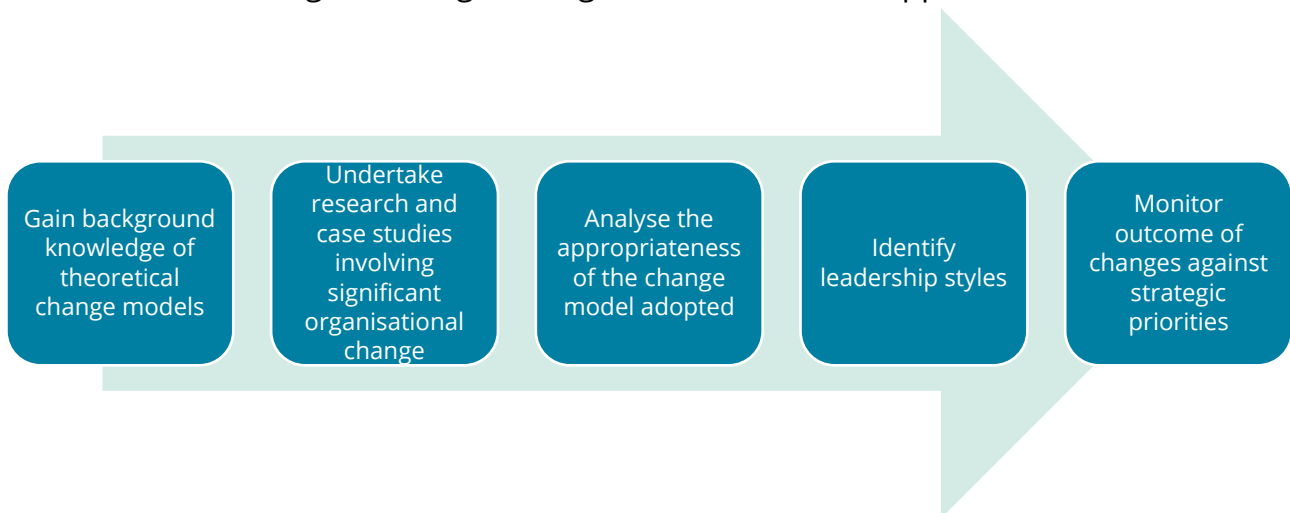 Gain background
knowledge of
theoretical
change models
Undertake
research and
case studies
involving
significant
organisational
change
Analyse the
appropriateness
of the change
model adopted
Identify
leadership styles
Monitor
outcome of
changes against
strategic
priorities